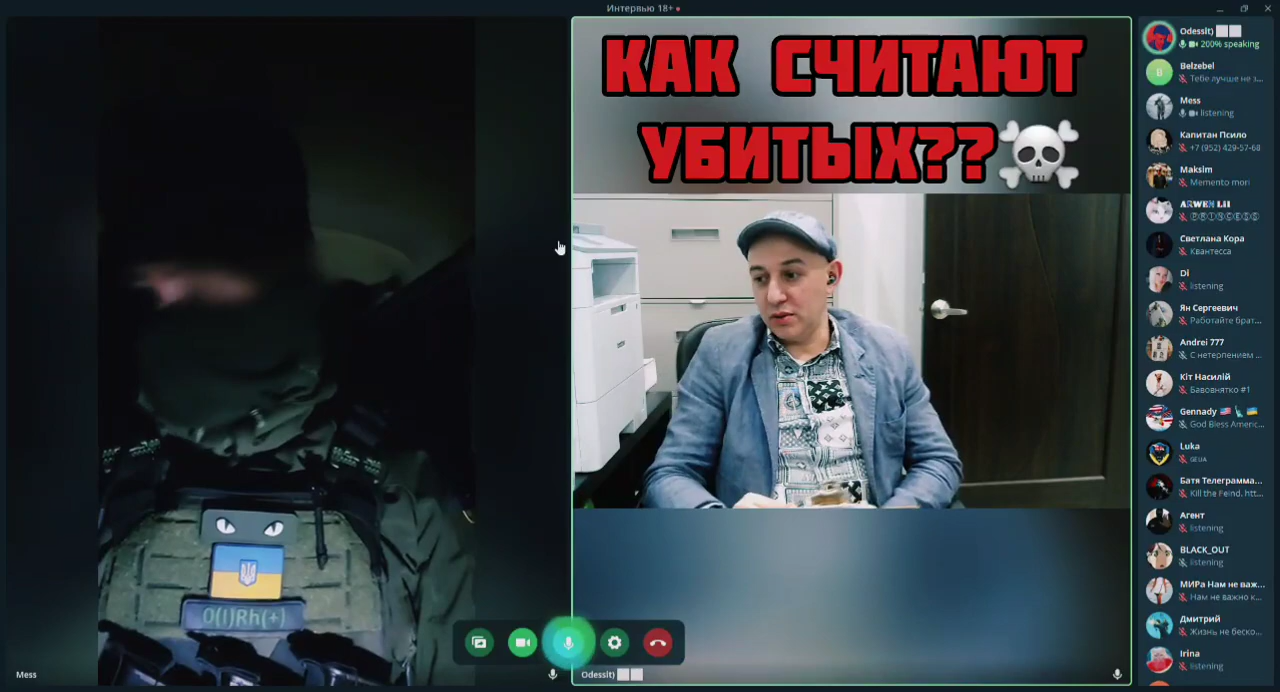 Интервью 18+
КАК СЧИТАЮТ
УБИТЫХ??
O(I)Rh(+)
Mess
Odessit)
Odessit)
200% speaking
Belzebel
Тебе лучше не з...
Mess
listening
Капитан Псило
+7 (952) 429-57-68
Maksim
Memento mori
ARWEN LII
ⓅⓇⒾⓃⒸⒺⓈⓈ
Светлана Кора
Квантесса
Di
listening
Ян Сергеевич
Работайте брат...
Andrei 777
С нетерпением ...
Кіт Насилій
Бавовнятко #1
Gennady
God Bless Americ...
Luka
GEUA
Батя Телеграмма...
Kill the Feind. htt...
Агент
listening
BLACK_OUT
listening
МИРа Нам не важ...
Нам не важно к...
Дмитрий
Жизнь не беско...
Irina
listening